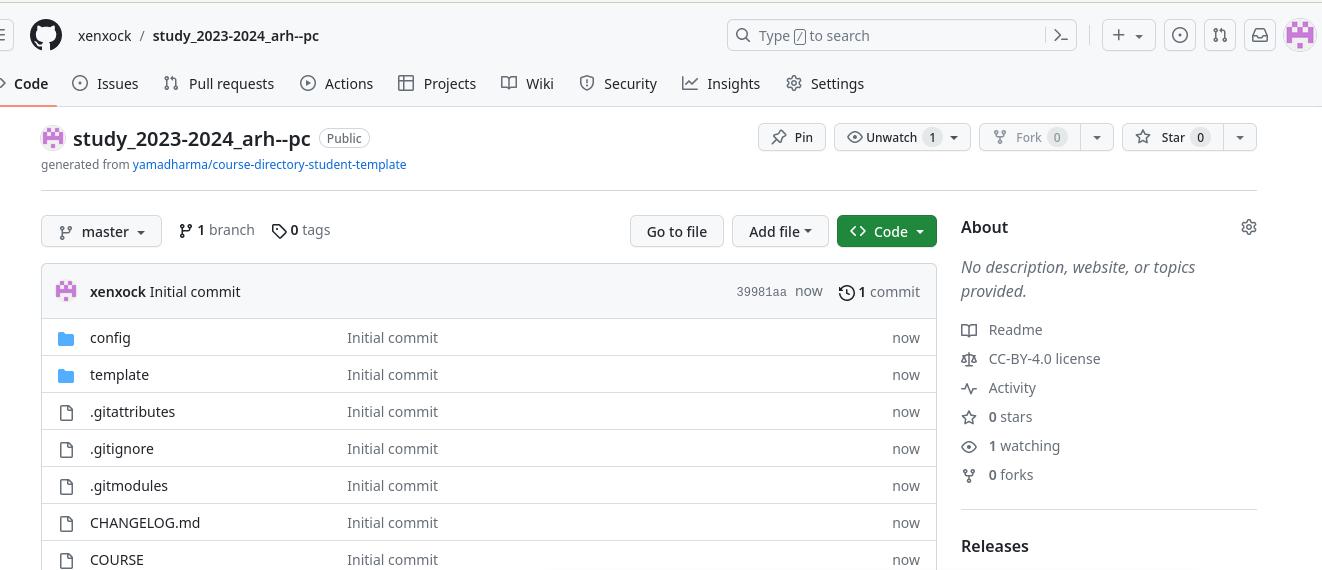 xenxock / study_2023-2024_arh--pc
Type / to search
Code Issues Pull requests Actions Projects Wiki Security Insights Settings
study_2023-2024_arh--pc Public
Pin Unwatch 1 Fork 0 Star 0
generated from yamadharma/course-directory-student-template
master 1 branch 0 tags Go to file Add file Code
xenxock Initial commit 39981aa now 1 commit
config Initial commit now
template Initial commit now
.gitattributes Initial commit now
.gitignore Initial commit now
.gitmodules Initial commit now
CHANGELOG.md Initial commit now
COURSE Initial commit now
About
No description, website, or topics
provided.
Readme
CC-BY-4.0 license
Activity
0 stars
1 watching
0 forks
Releases